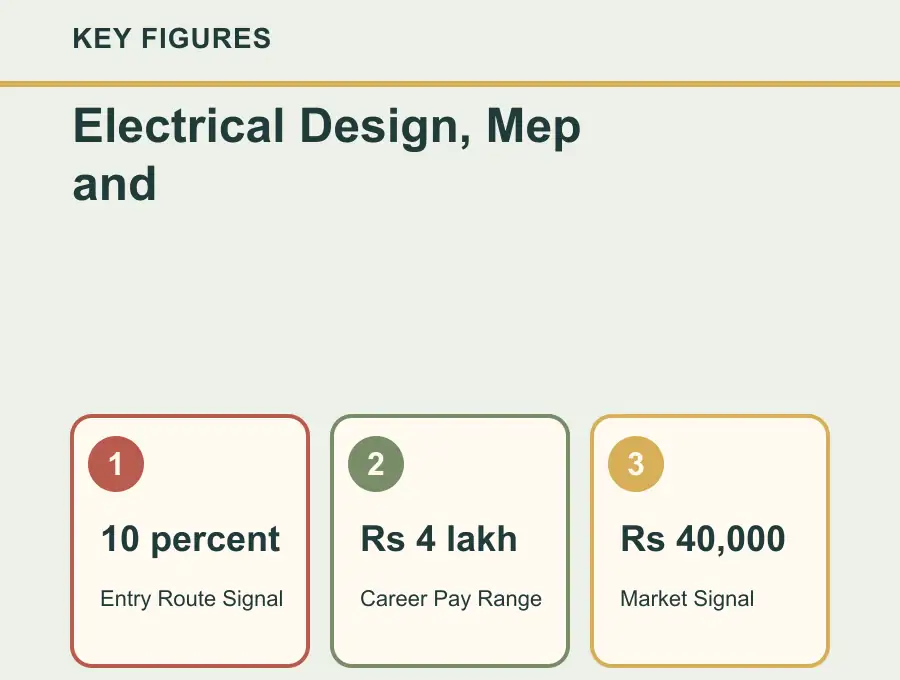 KEY FIGURES
Electrical Design, Mep
and
1
10 percent
Entry Route Signal
2
Rs 4 lakh
Career Pay Range
3
Rs 40,000
Market Signal